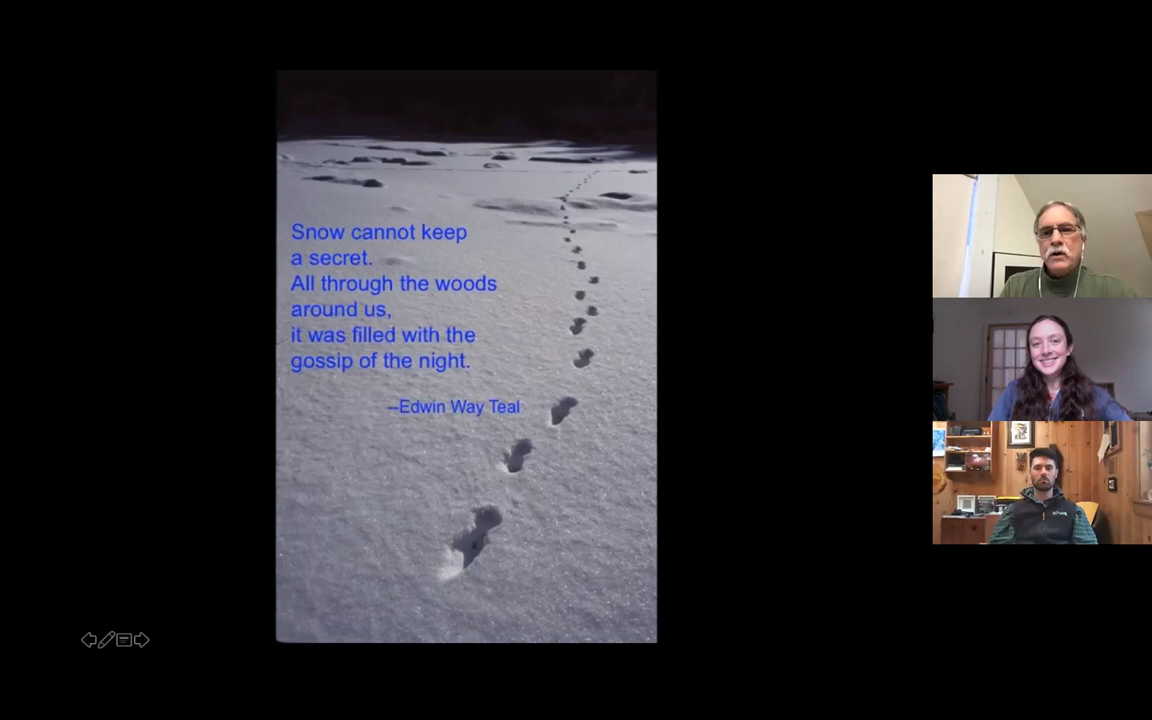 Snow cannot keep
a secret.
All through the woods
around us,
it was filled with the
gossip of the night.
--Edwin Way Teal